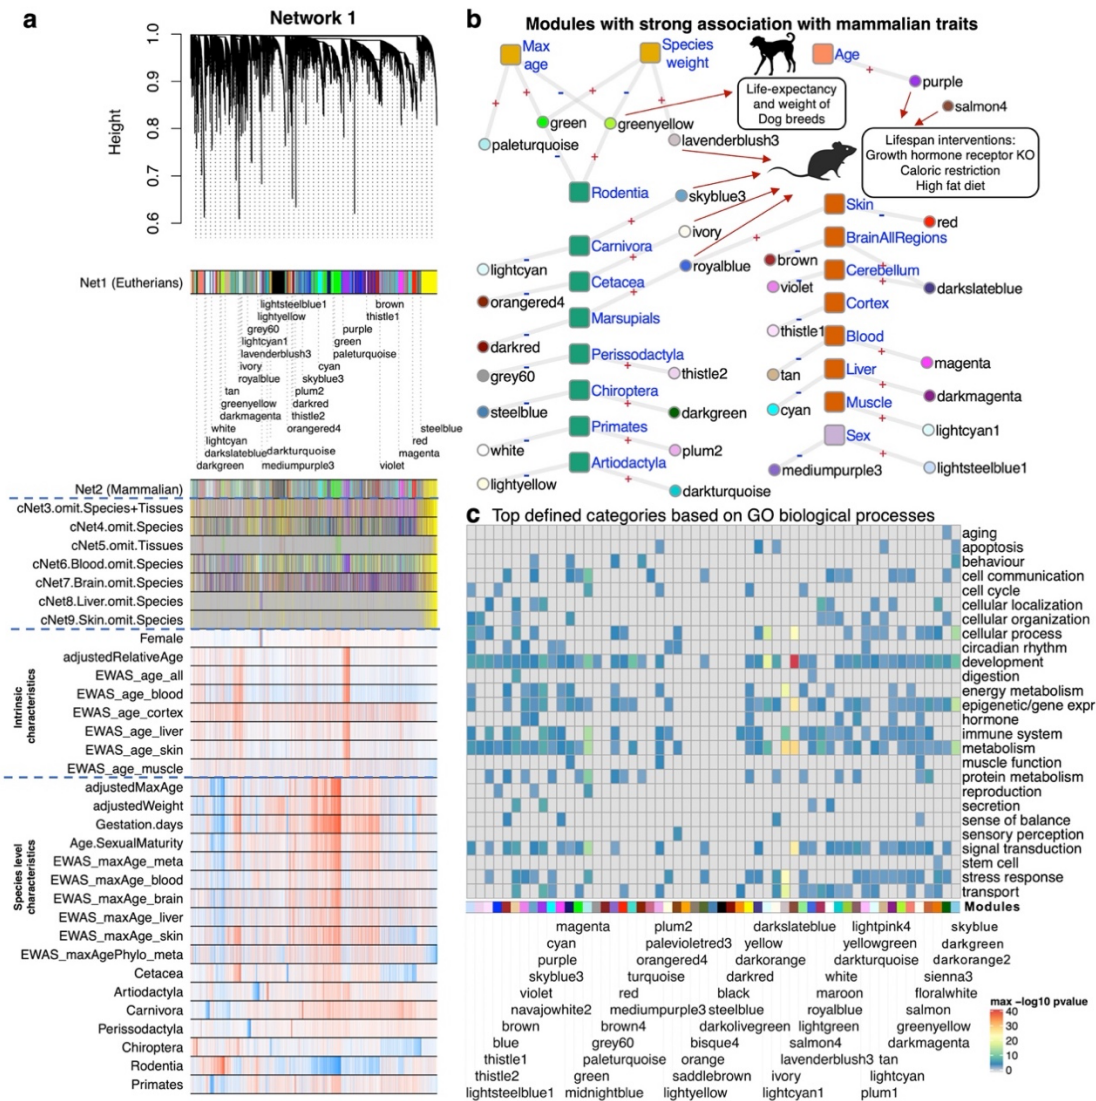 a
Network 1
Height
1.0
0.9
0.8
0.7
0.6
Net1 (Eutherians)
lightsteelblue1
brown
lightyellow
thistle1
grey60
purple
lightcyan1
green
lavenderblush3
paleturquoise
ivory
cyan
royalblue
skyblue3
tan
plum2
greenyellow
darkred
darkmagenta
thistle2
white
orangered4
steelblue
lightcyan
red
darkslateblue
darkturquoise
magenta
darkgreen
mediumpurple3
violet
Net2 (Mammalian)
cNet3.omit.Species+Tissues
cNet4.omit.Species
cNet5.omit.Tissues
cNet6.Blood.omit.Species
cNet7.Brain.omit.Species
cNet8.Liver.omit.Species
cNet9.Skin.omit.Species
Intrinsic
characteristics
Female
adjustedRelativeAge
EWAS_age_all
EWAS_age_blood
EWAS_age_cortex
EWAS_age_liver
EWAS_age_skin
EWAS_age_muscle
Species level
characteristics
adjustedMaxAge
adjustedWeight
Gestation.days
Age.SexualMaturity
EWAS_maxAge_meta
EWAS_maxAge_blood
EWAS_maxAge_brain
EWAS_maxAge_liver
EWAS_maxAge_skin
EWAS_maxAgePhylo_meta
Cetacea
Artiodactyla
Carnivora
Perissodactyla
Chiroptera
Rodentia
Primates
b
Modules with strong association with mammalian traits
Max
age
Species
weight
Age
purple
salmon4
Life-expectancy
and weight of
Dog breeds
green
greenyellow
paleturquoise
lavenderblush3
Lifespan interventions:
Growth hormone receptor KO
Caloric restriction
High fat diet
Rodentia
skyblue3
Skin
red
ivory
Carnivora
BrainAllRegions
brown
lightcyan
royalblue
Cerebellum
Cetacea
violet
darkslateblue
orangered4
Cortex
Marsupials
thistle1
Blood
darkred
Perissodactyla
magenta
grey60
thistle2
tan
Liver
Chiroptera
darkmagenta
steelblue
darkgreen
cyan
Muscle
Primates
lightcyan1
white
plum2
Sex
Artiodactyla
mediumpurple3
lightsteelblue1
lightyellow
darkturquoise
c
Top defined categories based on GO biological processes
aging
apoptosis
behaviour
cell communication
cell cycle
cellular localization
cellular organization
cellular process
circadian rhythm
development
digestion
energy metabolism
epigenetic/gene expr
hormone
immune system
metabolism
muscle function
protein metabolism
reproduction
secretion
sense of balance
sensory perception
signal transduction
stem cell
stress response
transport
Modules
magenta plum2 darkslateblue lightpink4 skyblue
cyan palevioletred3 yellow yellowgreen darkgreen
purple orangered4 darkorange darkturquoise darkorange2
skyblue3 turquoise darkred white sienna3
violet red black maroon floralwhite
navajowhite2 mediumpurple3 steelblue royalblue salmon
brown brown4 darkolivegreen lightgreen greenyellow
blue grey60 bisque4 salmon4 darkmagenta
thistle1 paleturquoise orange lavenderblush3 tan
thistle2 green saddlebrown ivory lightcyan
lightsteelblue1 midnightblue lightyellow lightcyan1 plum1
max −log10 pvalue
40
30
20
10
0